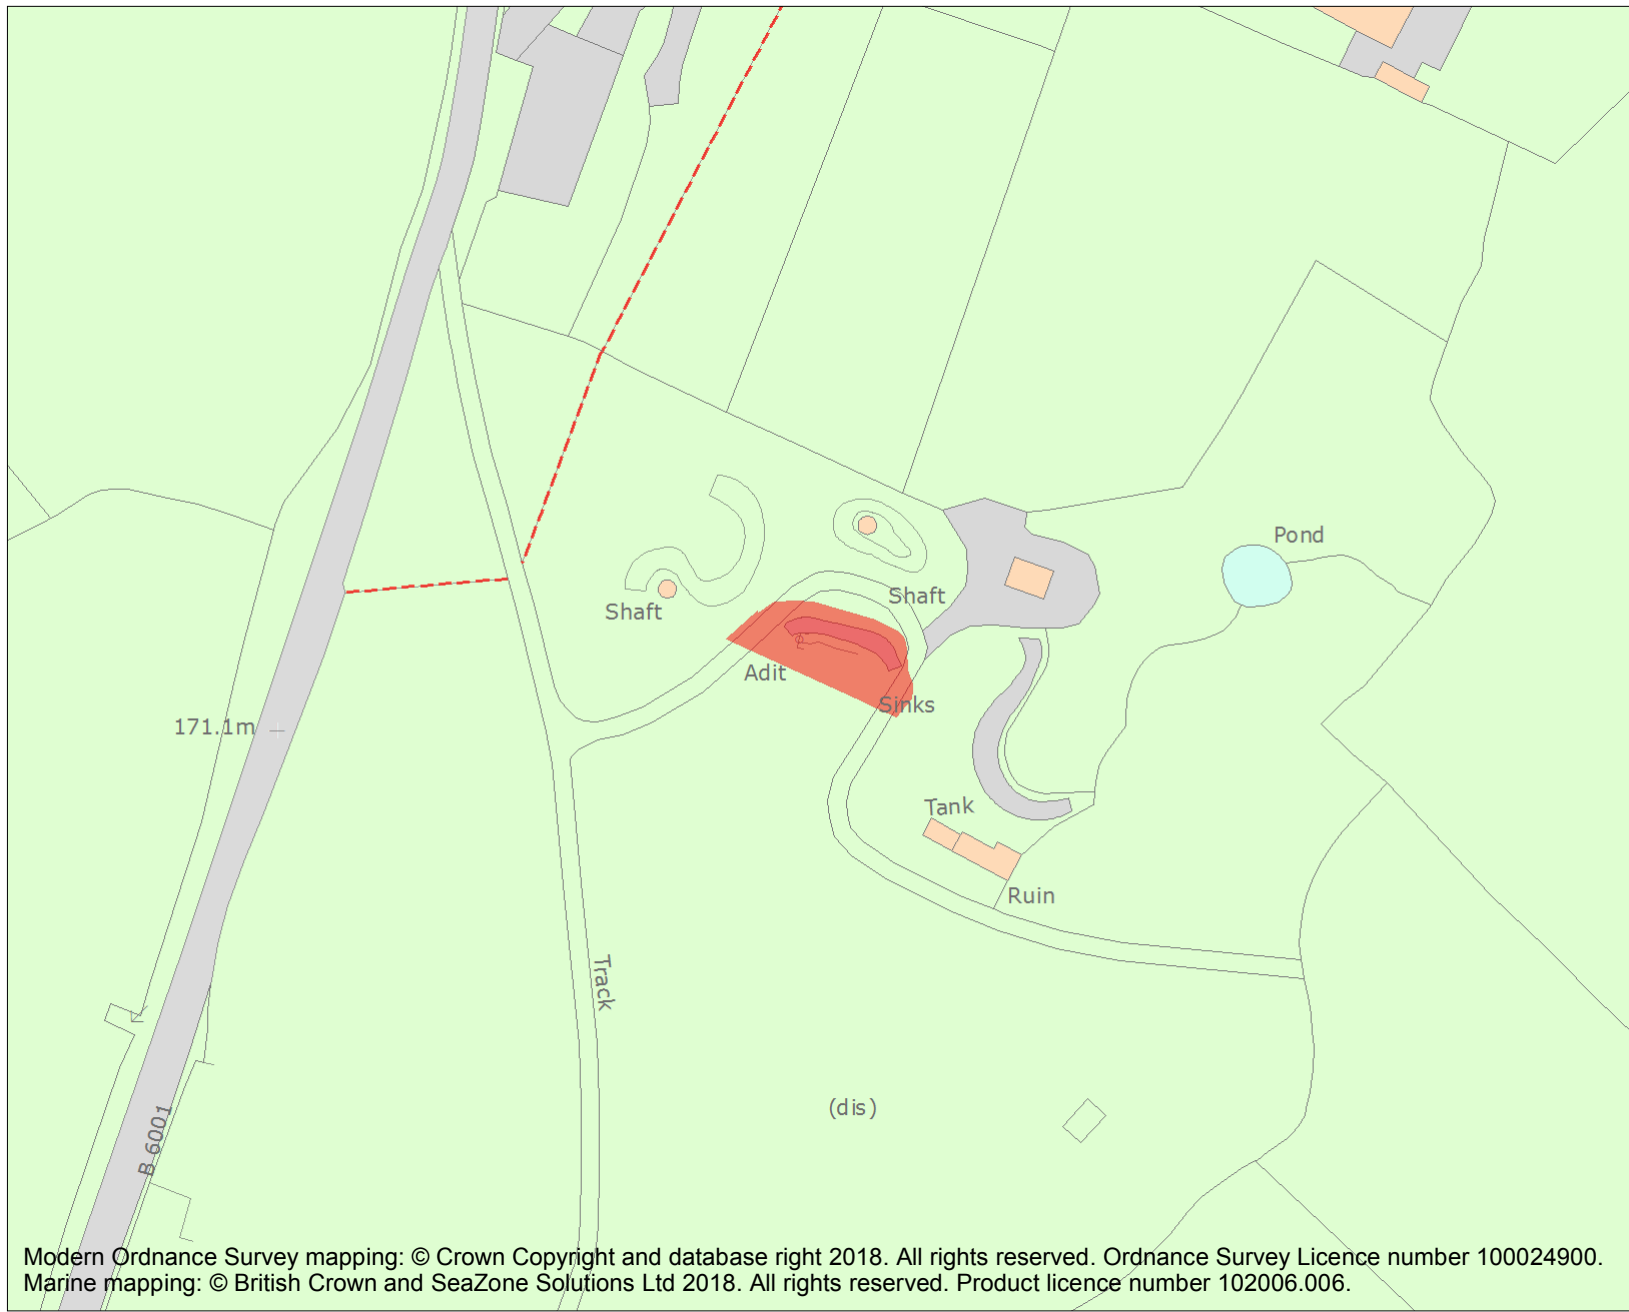 Pond
Shaft
Shaft
Adit
Sinks
171.1m
Tank
Ruin
Track
(dis)
B 6001
Modern Ordnance Survey mapping: © Crown Copyright and database right 2018. All rights reserved. Ordnance Survey Licence number 100024900.
Marine mapping: © British Crown and SeaZone Solutions Ltd 2018. All rights reserved. Product licence number 102006.006.